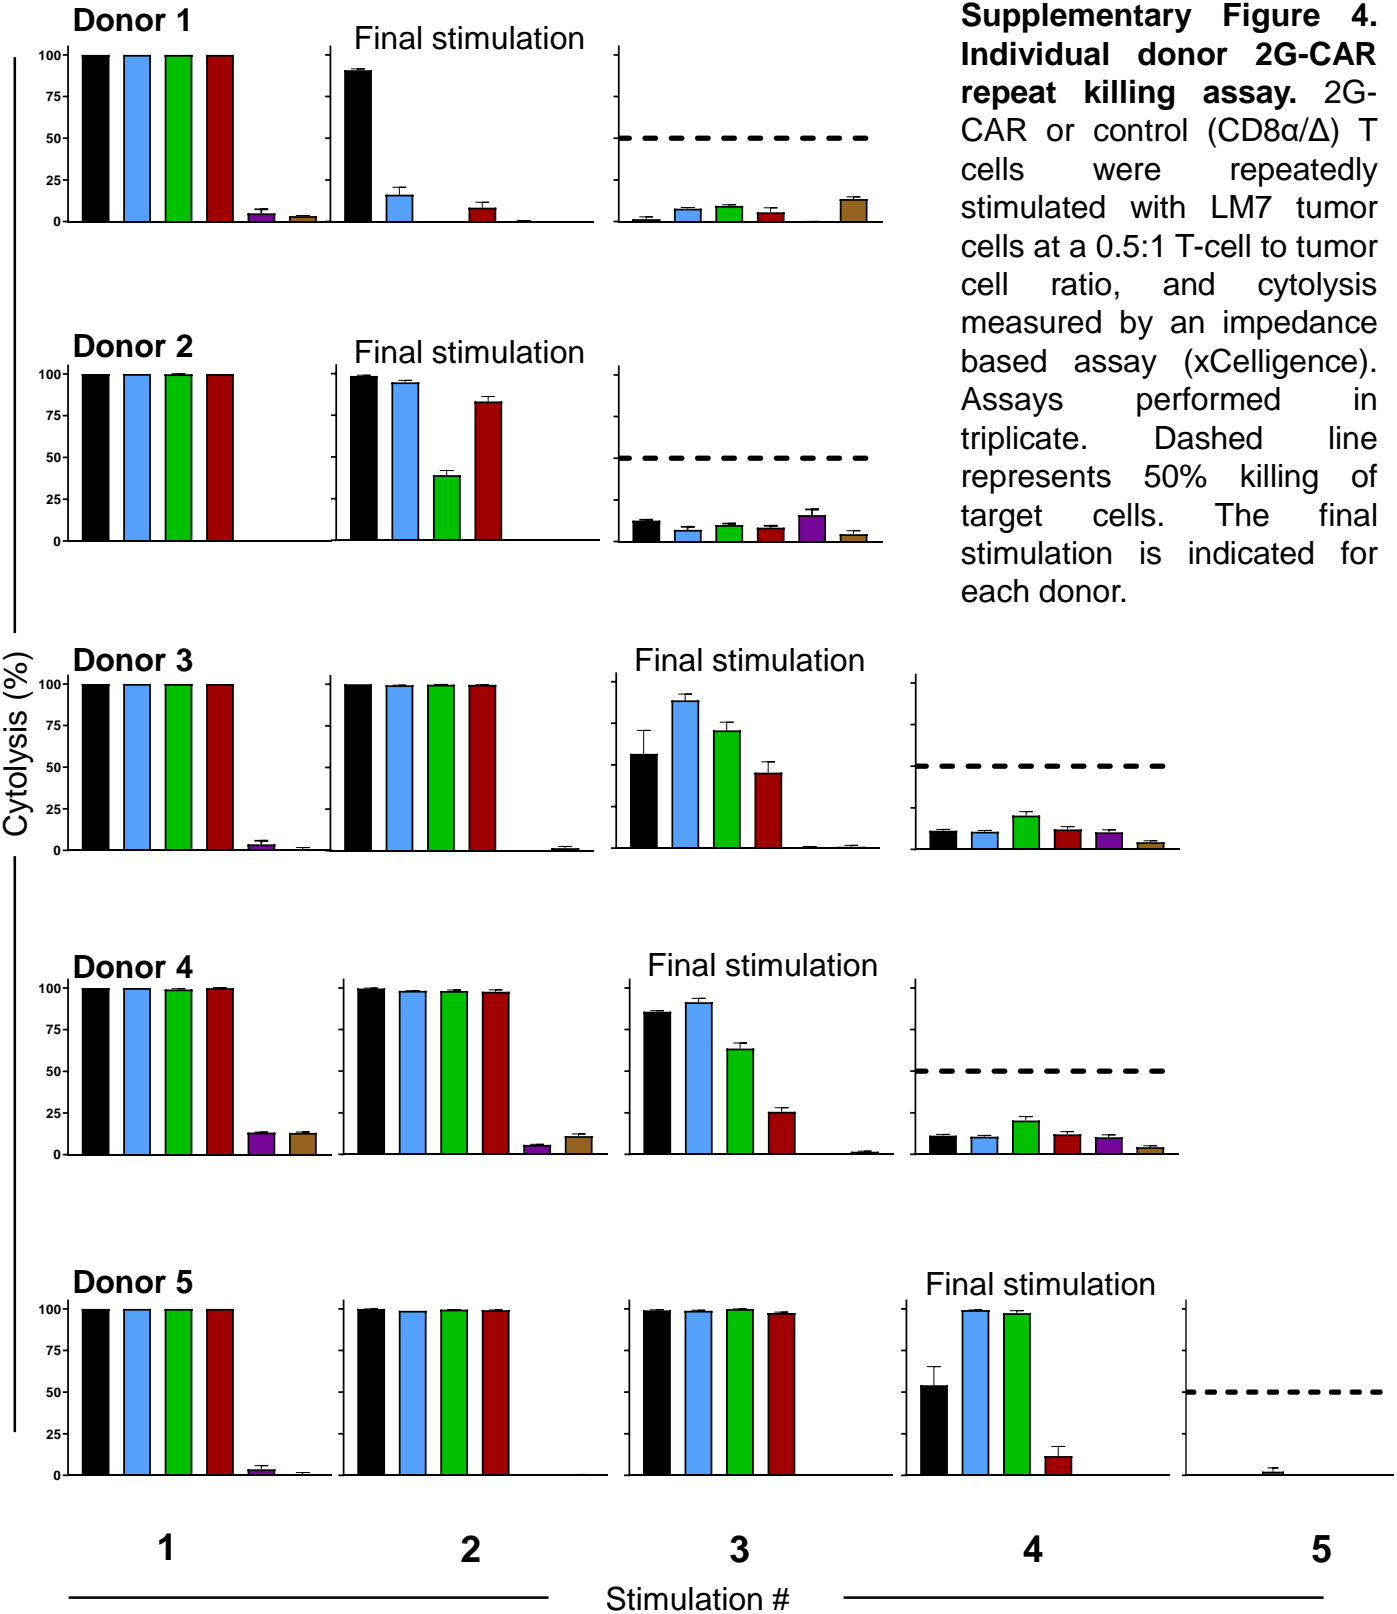 Donor 1
Final stimulation
100
75
50
25
0
Supplementary Figure 4.
Individual donor 2G-CAR
repeat killing assay. 2G-
CAR or control (CD8α/Δ) T
cells were repeatedly
stimulated with LM7 tumor
cells at a 0.5:1 T-cell to tumor
cell ratio, and cytolysis
measured by an impedance
based assay (xCelligence).
Assays performed in
triplicate. Dashed line
represents 50% killing of
target cells. The final
stimulation is indicated for
each donor.
Donor 2
Final stimulation
100
75
50
25
0
Cytolysis (%)
Donor 3
Final stimulation
100
75
50
25
0
Donor 4
Final stimulation
100
75
50
25
0
Donor 5
Final stimulation
100
75
50
25
0
1 2 3 4 5
Stimulation #